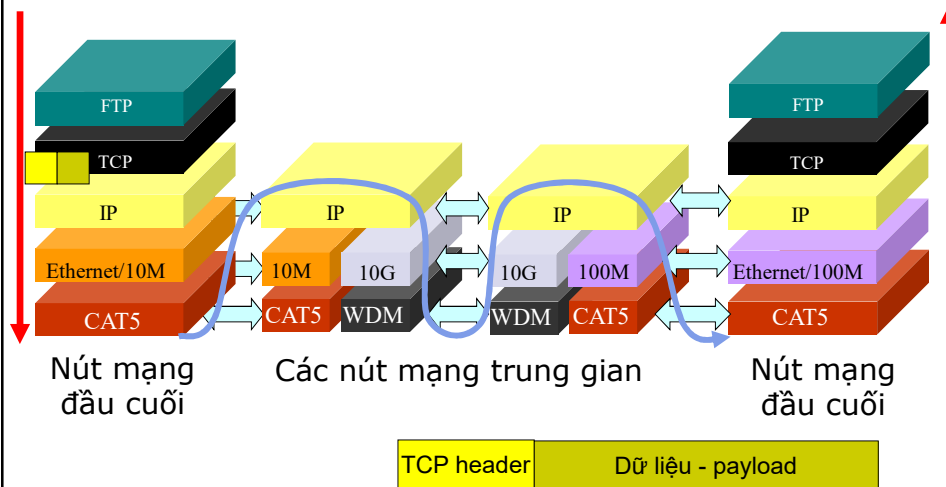 FTP
FTP
TCP
TCP
IP
IP
IP
IP
Ethernet/10M
10M
10G
10G
100M
Ethernet/100M
CAT5
CAT5
WDM
WDM
CAT5
CAT5
Nút mạng
đầu cuối
Các nút mạng trung gian
Nút mạng
đầu cuối
TCP header
Dữ liệu - payload